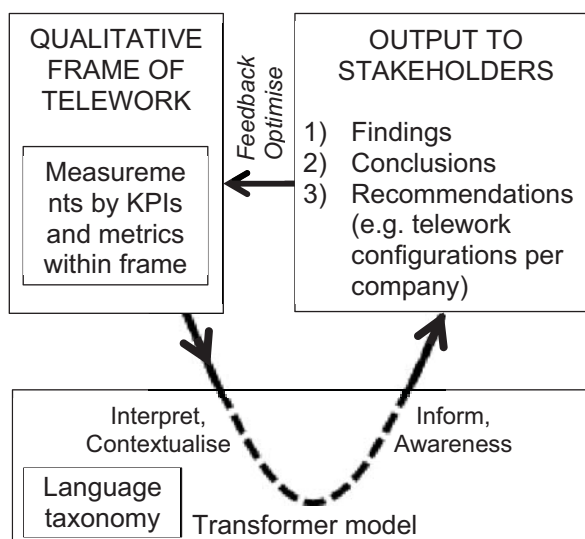 QUALITATIVE
FRAME OF
TELEWORK
Measureme
nts by KPIs
and metrics
within frame
Feedback
Optimise
OUTPUT TO
STAKEHOLDERS
1) Findings
2) Conclusions
3) Recommendations
(e.g. telework
configurations per
company)
Interpret,
Contextualise
Inform,
Awareness
Language
taxonomy
Transformer model